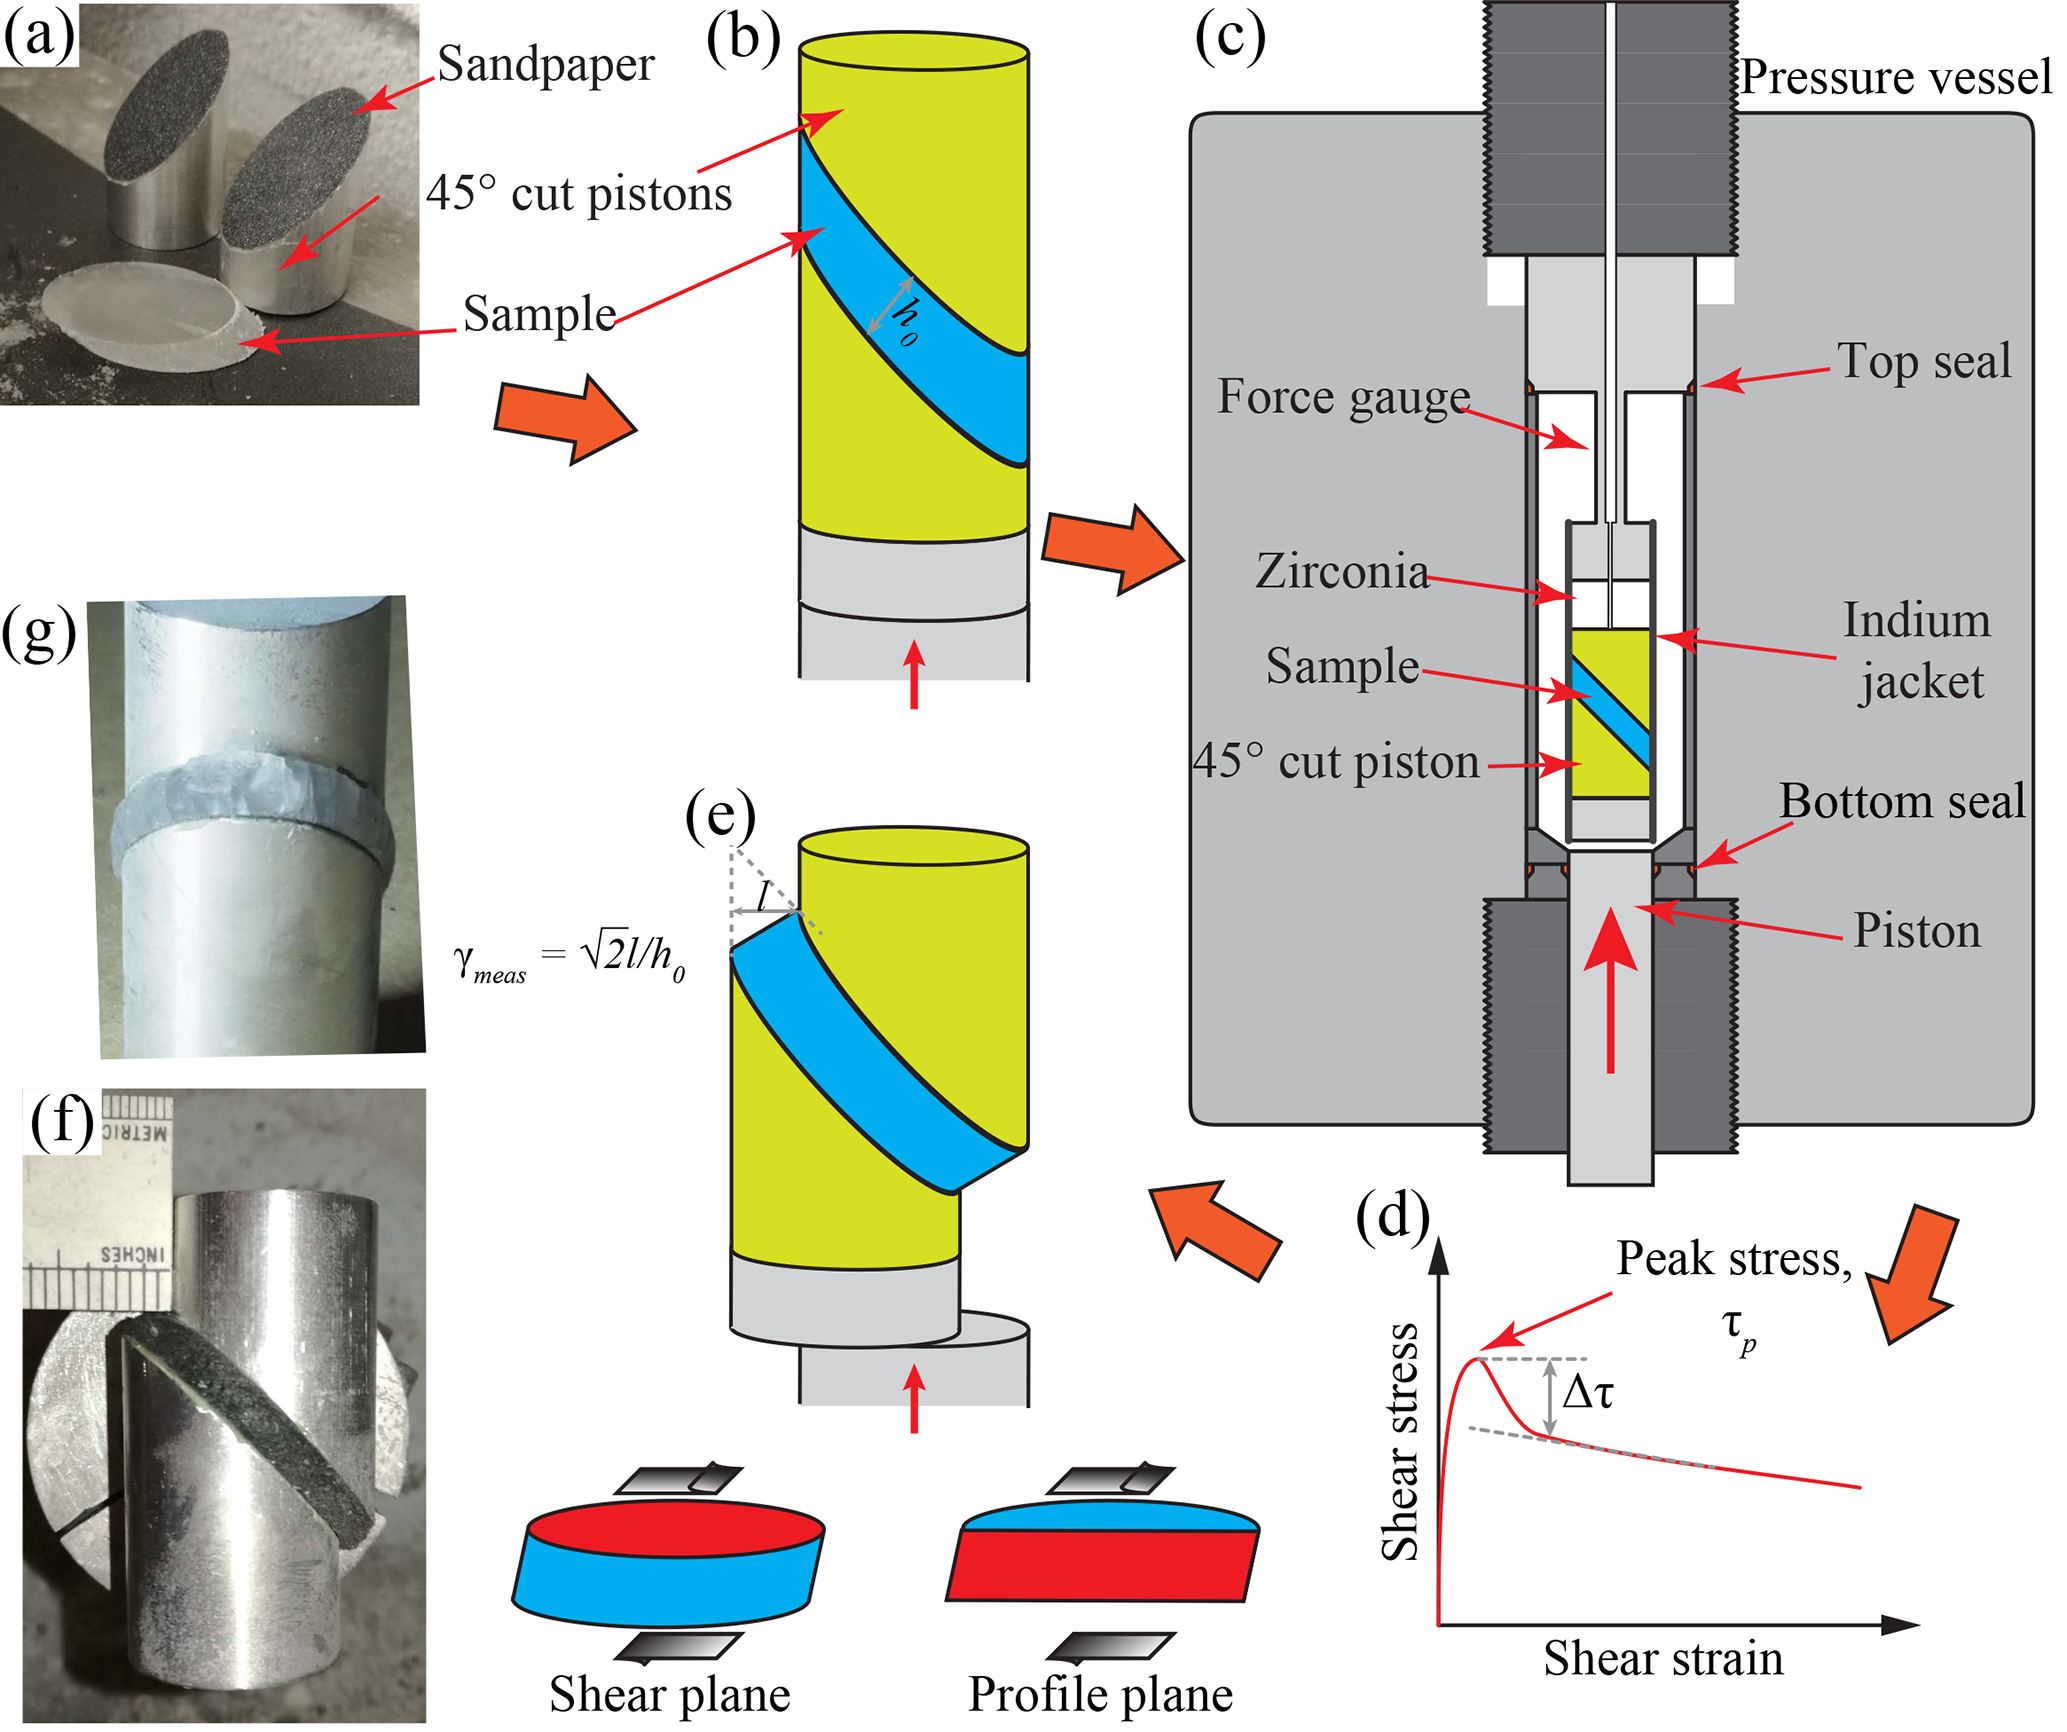 (a)
Sandpaper
45° cut pistons
Sample
(b)
h₀
(c)
Pressure vessel
Top seal
Force gauge
Zirconia
Indium
jacket
Sample
45° cut piston
Bottom seal
Piston
(g)
(e)
l
γmeas = √2l/h₀
(f)
METRIC
INCHES
(d)
Peak stress,
τp
Δτ
Shear stress
Shear strain
Shear plane
Profile plane